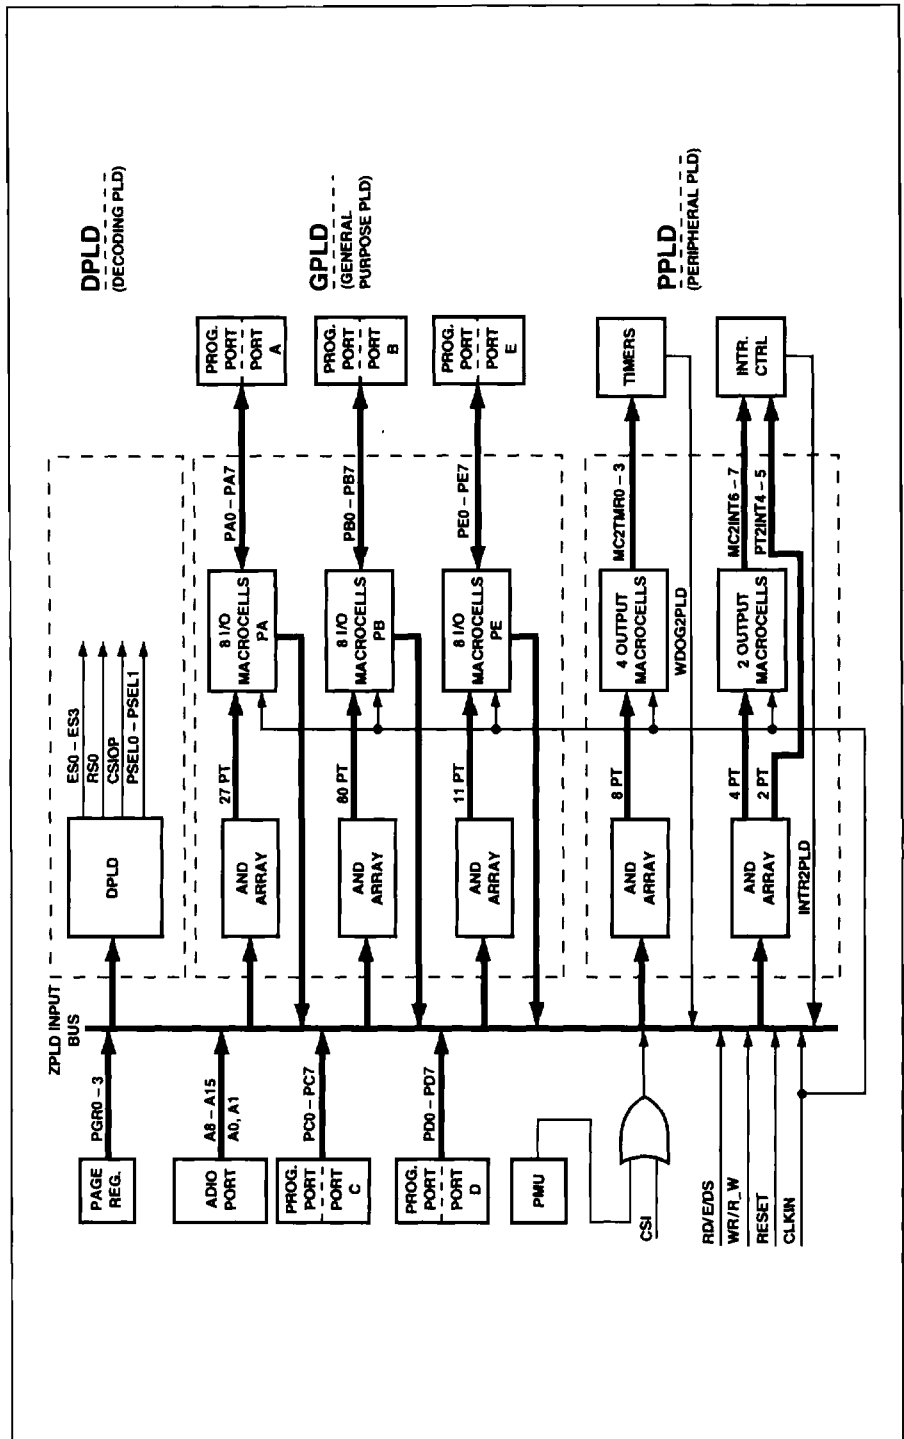 DPLD
(DECODING PLD)
GPLD
(GENERAL
PURPOSE PLD)
PPLD
(PERIPHERAL PLD)
ZPLD INPUT
BUS
PAGE
REG.
PGR0 – 3
DPLD
ES0 – ES3
RS0
CSIOP
PSEL0 – PSEL1
ADIO
PORT
A8 – A15
A0, A1
AND
ARRAY
27 PT
8 I/O
MACROCELLS
PA
PA0 – PA7
PROG.
PORT
PORT
A
PROG.
PORT
PORT
C
PC0 – PC7
AND
ARRAY
80 PT
8 I/O
MACROCELLS
PB
PB0 – PB7
PROG.
PORT
PORT
B
PROG.
PORT
PORT
D
PD0 – PD7
AND
ARRAY
11 PT
8 I/O
MACROCELLS
PE
PE0 – PE7
PROG.
PORT
PORT
E
PMU
CSI
AND
ARRAY
8 PT
4 OUTPUT
MACROCELLS
MC2TMR0 – 3
TIMERS
WDOG2PLD
RD/E/DS
WR/R_W
RESET
CLKIN
AND
ARRAY
4 PT
2 PT
2 OUTPUT
MACROCELLS
MC2INT6 – 7
PT2INT4 – 5
INTR.
CTRL
INTR2PLD